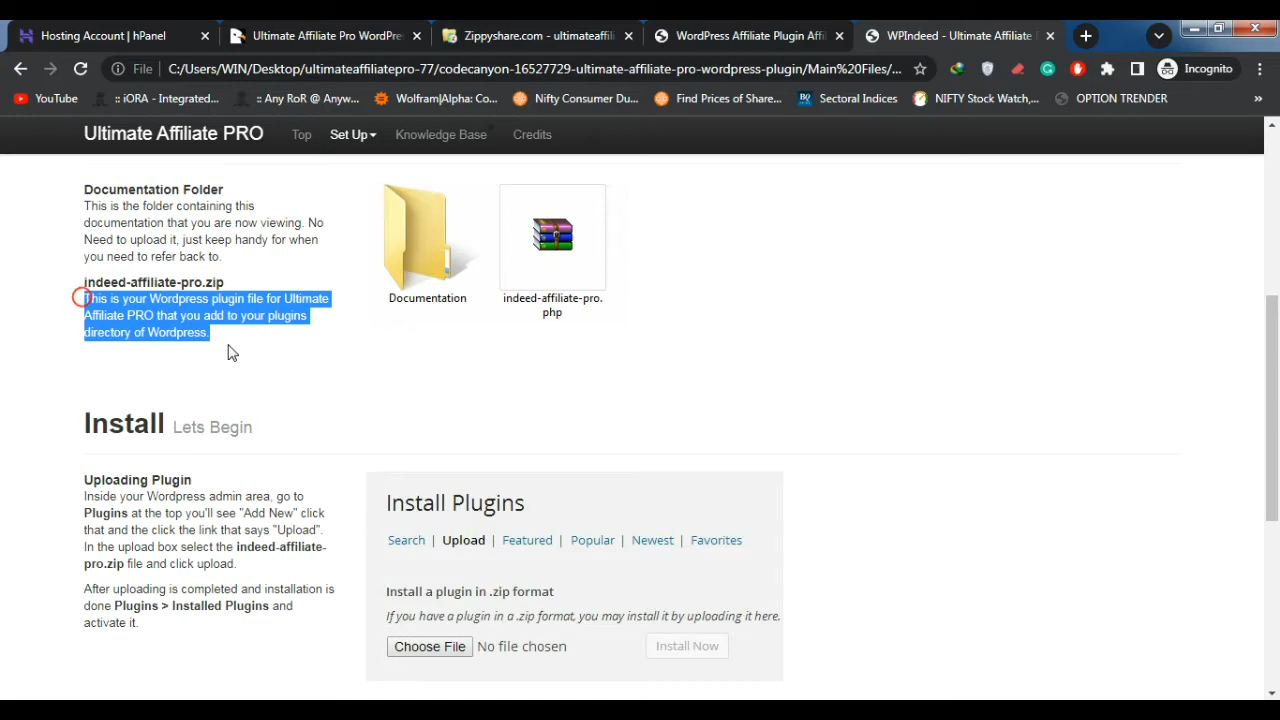 Hosting Account | hPanel
Ultimate Affiliate Pro WordPres
Zippyshare.com - ultimateaffili
WordPress Affiliate Plugin Affi
WPIndeed - Ultimate Affiliate
File
C:/Users/WIN/Desktop/ultimateaffiliatepro-77/codecanyon-16527729-ultimate-affiliate-pro-wordpress-plugin/Main%20Files/...
Incognito
YouTube
:: iORA - Integrated...
:: Any RoR @ Anyw...
Wolfram|Alpha: Co...
Nifty Consumer Du...
Find Prices of Share...
Sectoral Indices
NIFTY Stock Watch,...
OPTION TRENDER
»
Ultimate Affiliate PRO
Top
Set Up
Knowledge Base
Credits
Documentation Folder
This is the folder containing this
documentation that you are now viewing. No
Need to upload it, just keep handy for when
you need to refer back to.
indeed-affiliate-pro.zip
This is your Wordpress plugin file for Ultimate
Affiliate PRO that you add to your plugins
directory of Wordpress.
Documentation
indeed-affiliate-pro.
php
Install Lets Begin
Uploading Plugin
Inside your Wordpress admin area, go to
Plugins at the top you'll see "Add New" click
that and the click the link that says "Upload".
In the upload box select the indeed-affiliate-
pro.zip file and click upload.
After uploading is completed and installation is
done Plugins > Installed Plugins and
activate it.
Install Plugins
Search | Upload | Featured | Popular | Newest | Favorites
Install a plugin in .zip format
If you have a plugin in a .zip format, you may install it by uploading it here.
Choose File No file chosen
Install Now